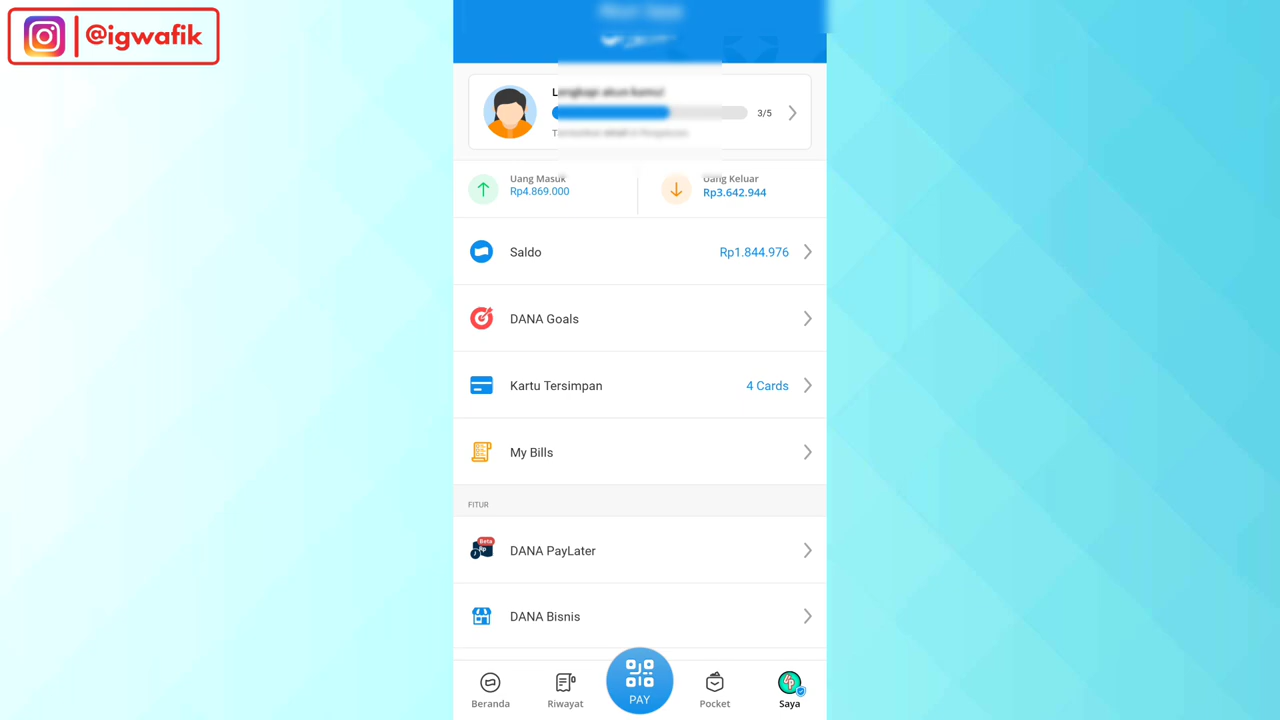 @igwafik
3/5
Uang Masuk
Rp4.869.000
Uang Keluar
Rp3.642.944
Saldo
Rp1.844.976
DANA Goals
Kartu Tersimpan
4 Cards
My Bills
FITUR
Beta
Rp
DANA PayLater
DANA Bisnis
PAY
Beranda
Riwayat
Pocket
Saya